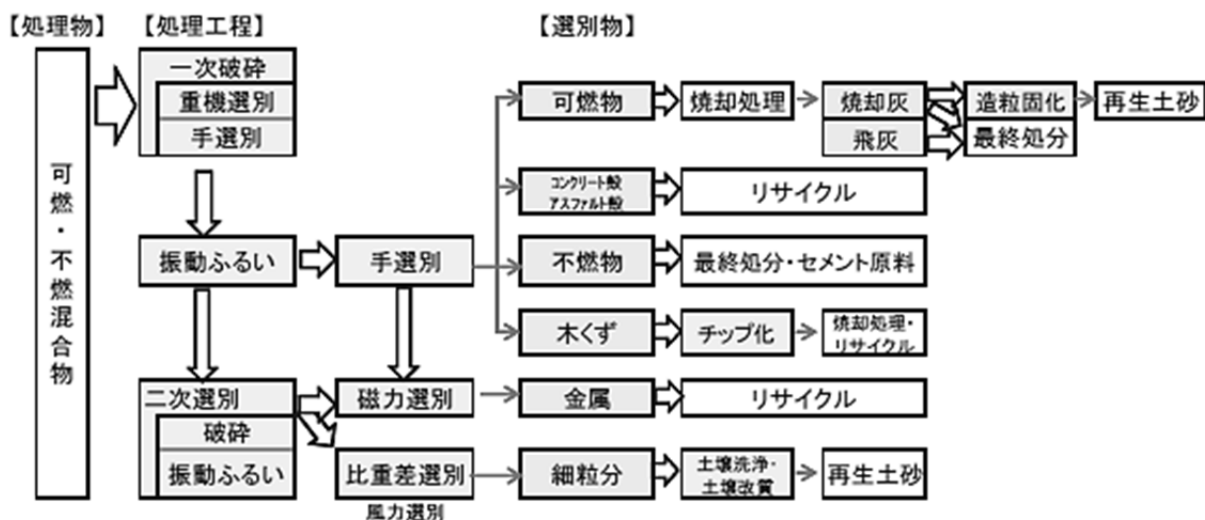 【処理物】
【処理工程】
【選別物】
可燃・不燃混合物
一次破砕
重機選別
手選別
振動ふるい
手選別
二次選別
破砕
振動ふるい
磁力選別
比重差選別
風力選別
可燃物
焼却処理
焼却灰
飛灰
造粒固化
最終処分
再生土砂
コンクリート殻
アスファルト殻
リサイクル
不燃物
最終処分・セメント原料
木くず
チップ化
焼却処理・
リサイクル
金属
リサイクル
細粒分
土壌洗浄・
土壌改質
再生土砂